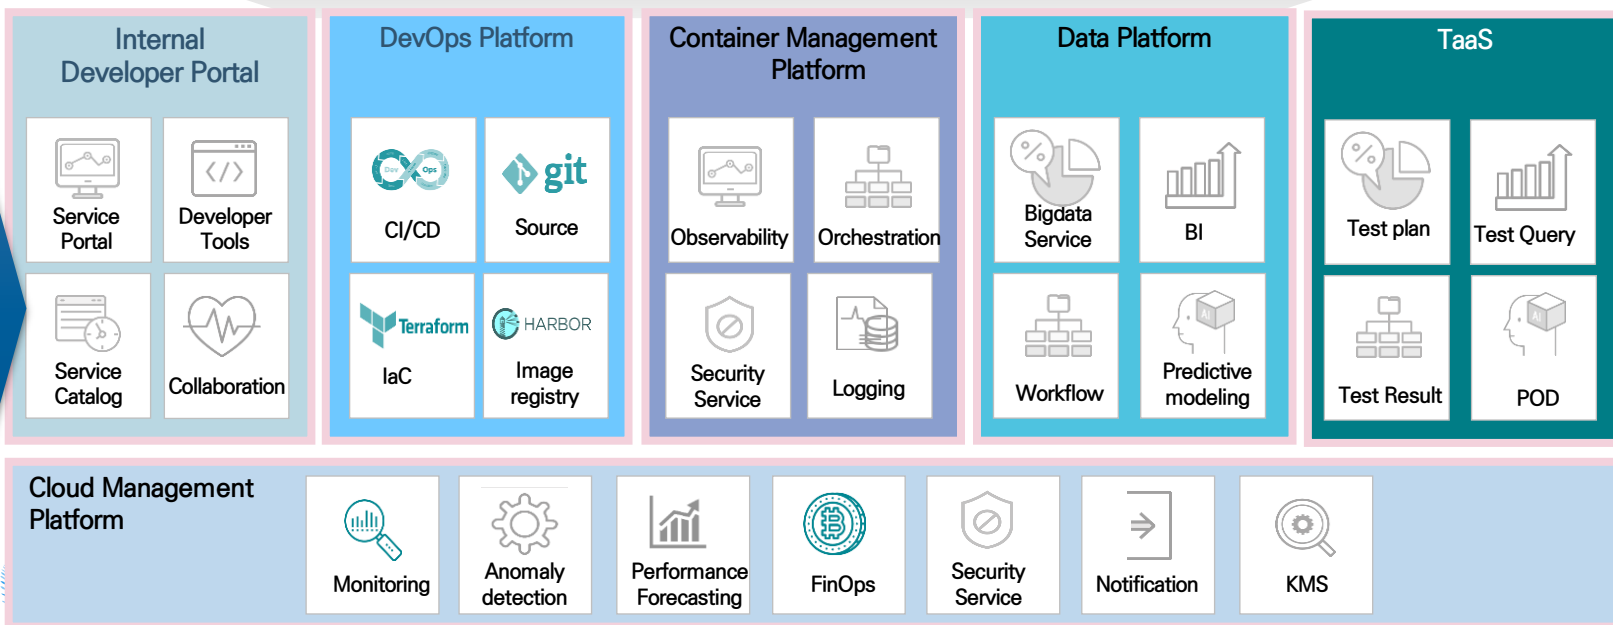 Internal
Developer Portal
DevOps Platform
Container Management
Platform
Data Platform
TaaS
Service
Portal
Developer
Tools
Dev
Ops
CI/CD
git
Source
Observability
Orchestration
Bigdata
Service
BI
Test plan
Test Query
Service
Catalog
Collaboration
Terraform
IaC
HARBOR
Image
registry
Security
Service
Logging
Workflow
AI
Predictive
modeling
Test Result
AI
POD
Cloud Management
Platform
Monitoring
Anomaly
detection
Performance
Forecasting
FinOps
Security
Service
Notification
KMS